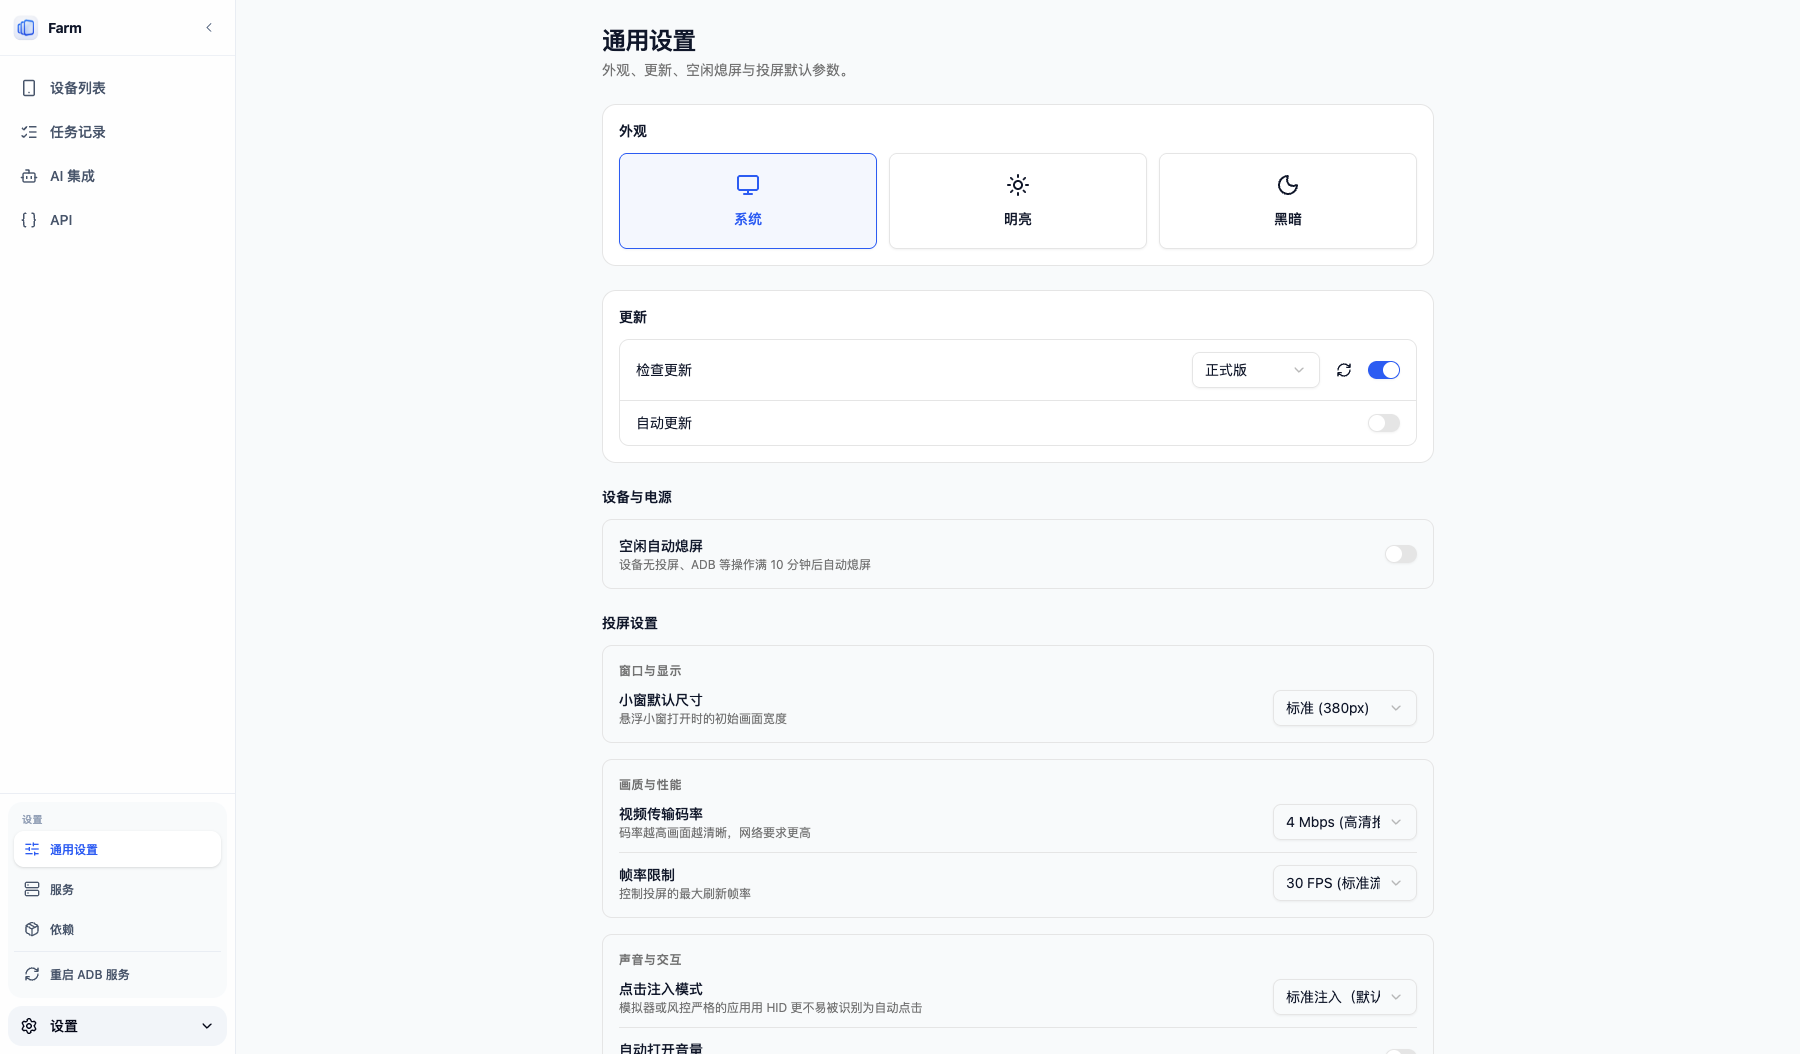 Farm
设备列表
任务记录
AI 集成
API
设置
通用设置
服务
依赖
重启 ADB 服务
设置
通用设置
外观、更新、空闲熄屏与投屏默认参数。
外观
系统
明亮
黑暗
更新
检查更新
正式版
自动更新
设备与电源
空闲自动熄屏
设备无投屏、ADB 等操作满 10 分钟后自动熄屏
投屏设置
窗口与显示
小窗默认尺寸
悬浮小窗打开时的初始画面宽度
标准 (380px)
画质与性能
视频传输码率
码率越高画面越清晰，网络要求更高
4 Mbps (高清
帧率限制
控制投屏的最大刷新帧率
30 FPS (标准流
声音与交互
点击注入模式
模拟器或风控严格的应用用 HID 更不易被识别为自动点击
标准注入（默认
自动打开音量